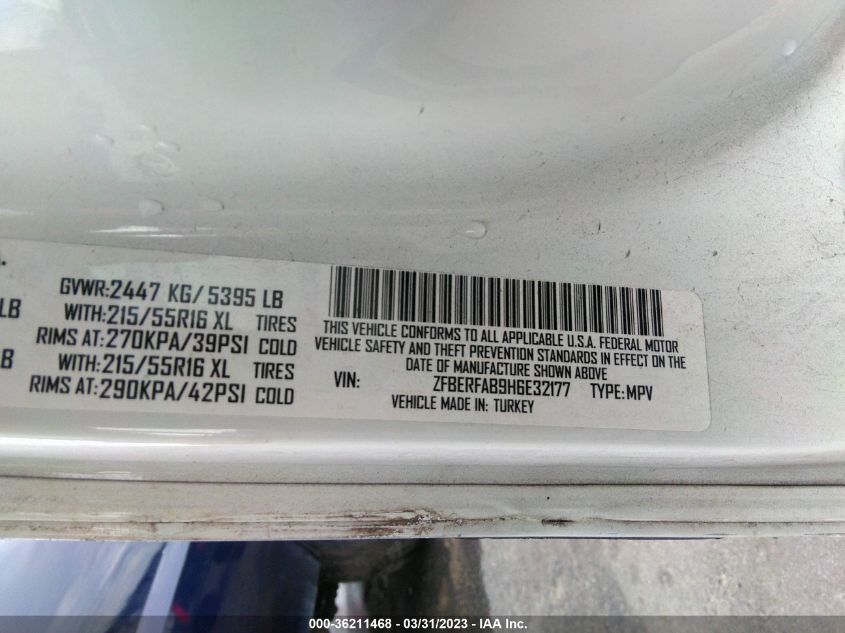 GVWR:2447 KG/ 5395 LB
LB WITH:215/55R16 XL TIRES
RIMS AT:270KPA/39PSI COLD
WITH:215/55R16 XL TIRES
RIMS AT:290KPA/42PSI COLD
THIS VEHICLE CONFORMS TO ALL APPLICABLE U.S.A. FEDERAL MOTOR
VEHICLE SAFETY AND THEFT PREVENTION STANDARDS IN EFFECT ON THE
DATE OF MANUFACTURE SHOWN ABOVE
VIN: ZFBERFAB9H6E32177 TYPE:MPV
VEHICLE MADE IN: TURKEY
000-36211468 - 03/31/2023 - IAA, Inc.